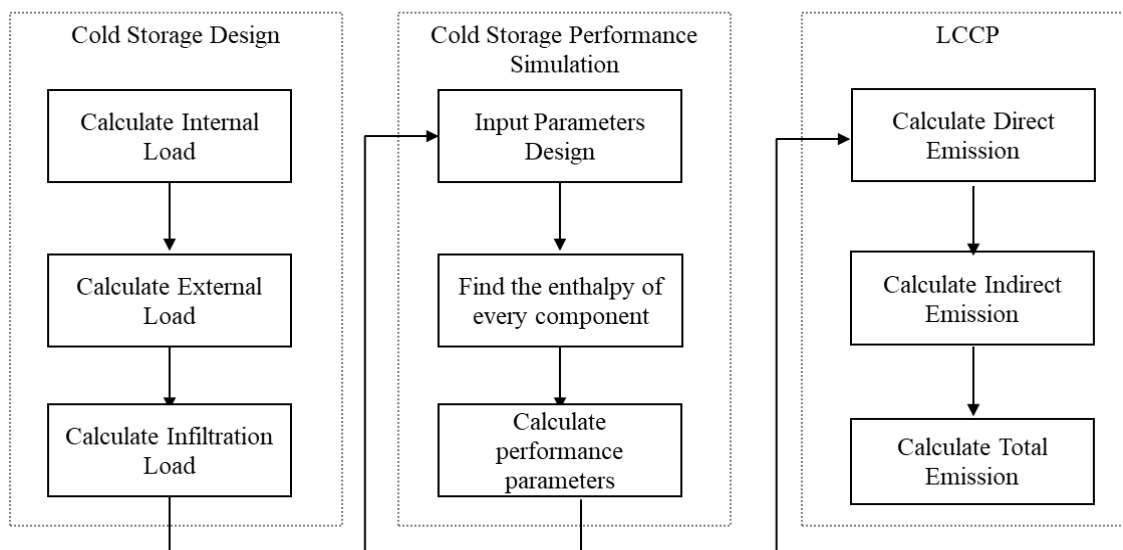 Cold Storage Design
Calculate Internal
Load
Calculate External
Load
Calculate Infiltration
Load
Cold Storage Performance
Simulation
Input Parameters
Design
Find the enthalpy of
every component
Calculate
performance
parameters
LCCP
Calculate Direct
Emission
Calculate Indirect
Emission
Calculate Total
Emission